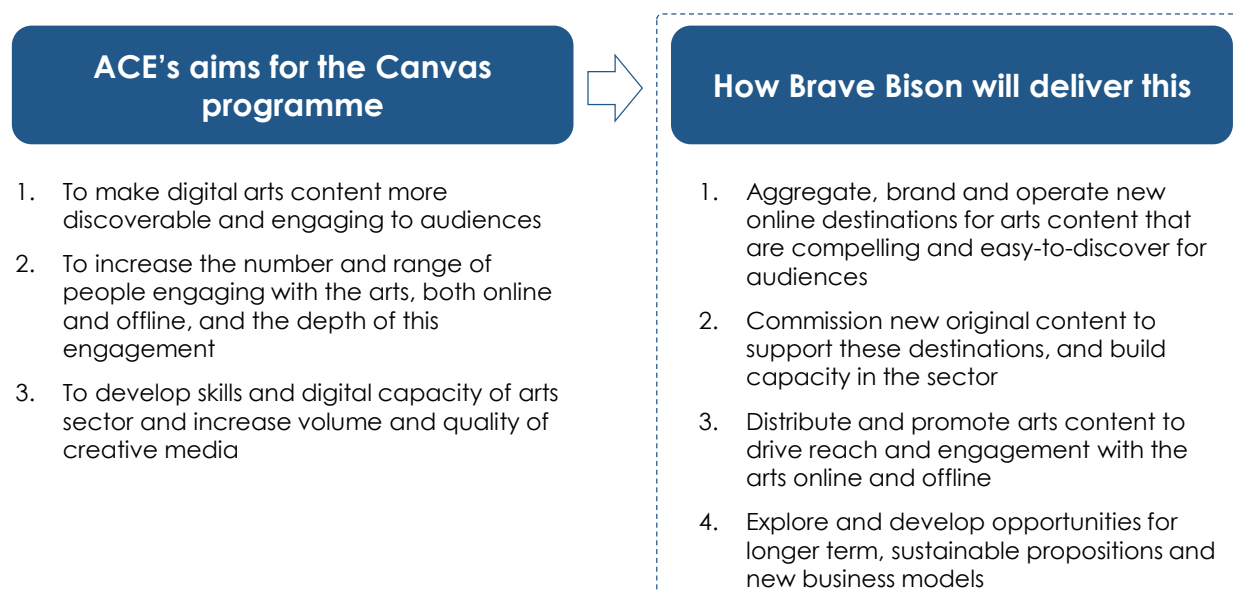 ACE’s aims for the Canvas
programme
1. To make digital arts content more
discoverable and engaging to audiences
2. To increase the number and range of
people engaging with the arts, both online
and offline, and the depth of this
engagement
3. To develop skills and digital capacity of arts
sector and increase volume and quality of
creative media
How Brave Bison will deliver this
1. Aggregate, brand and operate new
online destinations for arts content that
are compelling and easy-to-discover for
audiences
2. Commission new original content to
support these destinations, and build
capacity in the sector
3. Distribute and promote arts content to
drive reach and engagement with the
arts online and offline
4. Explore and develop opportunities for
longer term, sustainable propositions and
new business models